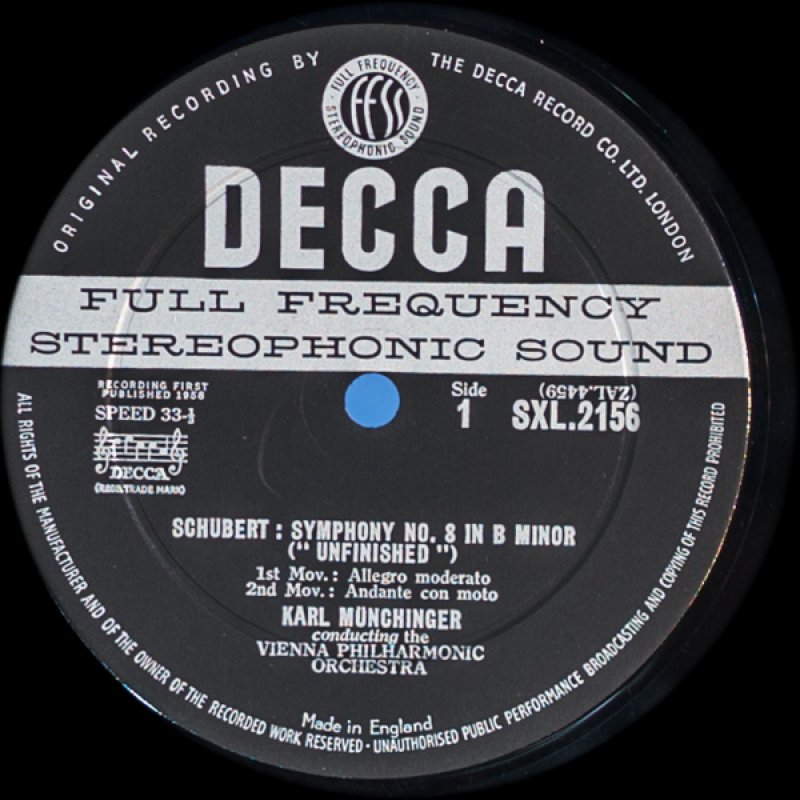 ORIGINAL RECORDING BY THE DECCA RECORD CO. LTD. LONDON
FULL FREQUENCY
ffss
STEREOPHONIC SOUND
DECCA
FULL FREQUENCY
STEREOPHONIC SOUND
RECORDING FIRST
PUBLISHED 1958
SPEED 33-⅓
DECCA
(REGD. TRADE MARK)
Side
1
(ZAL.4459)
SXL.2156
SCHUBERT : SYMPHONY NO. 8 IN B MINOR
(" UNFINISHED ")
1st Mov. : Allegro moderato
2nd Mov. : Andante con moto
KARL MÜNCHINGER
conducting the
VIENNA PHILHARMONIC
ORCHESTRA
Made in England
ALL RIGHTS OF THE MANUFACTURER AND OF THE OWNER OF THE RECORDED WORK RESERVED · UNAUTHORISED PUBLIC PERFORMANCE BROADCASTING AND COPYING OF THIS RECORD PROHIBITED